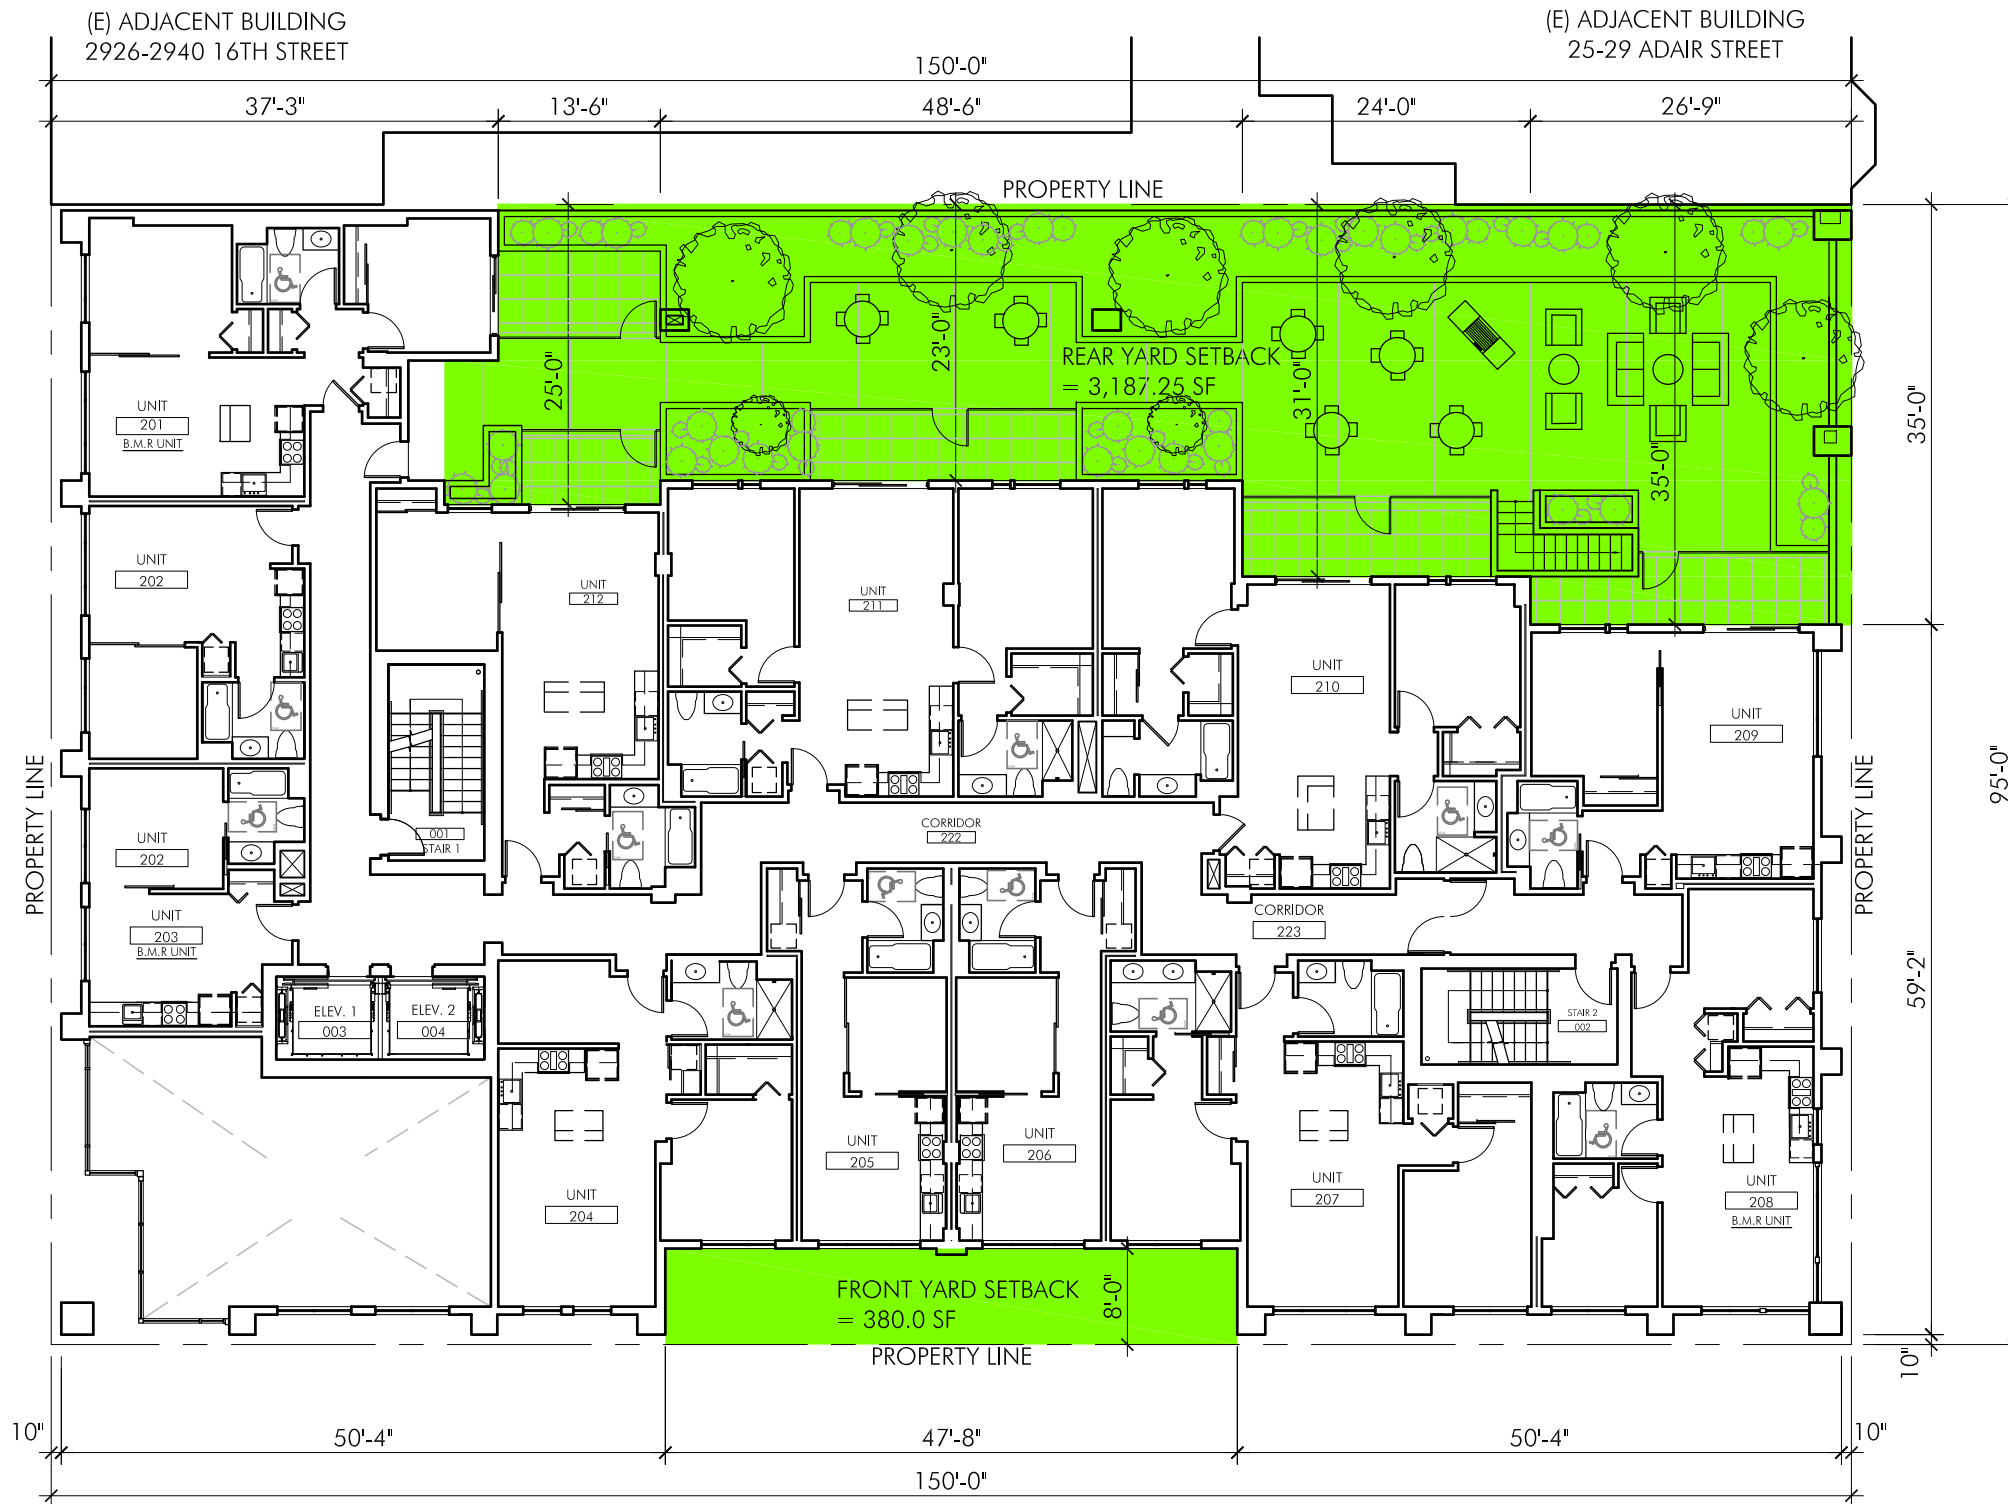 (E) ADJACENT BUILDING
2926-2940 16TH STREET
(E) ADJACENT BUILDING
25-29 ADAIR STREET
150'-0"
37'-3"
13'-6"
48'-6"
24'-0"
26'-9"
PROPERTY LINE
25'-0"
23'-0"
REAR YARD SETBACK
= 3,187.25 SF
31'-0"
35'-0"
35'-0"
UNIT
201
B.M.R UNIT
UNIT
202
UNIT
212
UNIT
211
UNIT
210
UNIT
209
PROPERTY LINE
PROPERTY LINE
95'-0"
UNIT
202
001
STAIR 1
CORRIDOR
222
UNIT
203
B.M.R UNIT
CORRIDOR
223
59'-2"
ELEV. 1
003
ELEV. 2
004
STAIR 2
002
UNIT
204
UNIT
205
UNIT
206
UNIT
207
UNIT
208
B.M.R UNIT
FRONT YARD SETBACK
= 380.0 SF
8'-0"
PROPERTY LINE
10"
10"
50'-4"
47'-8"
50'-4"
10"
150'-0"